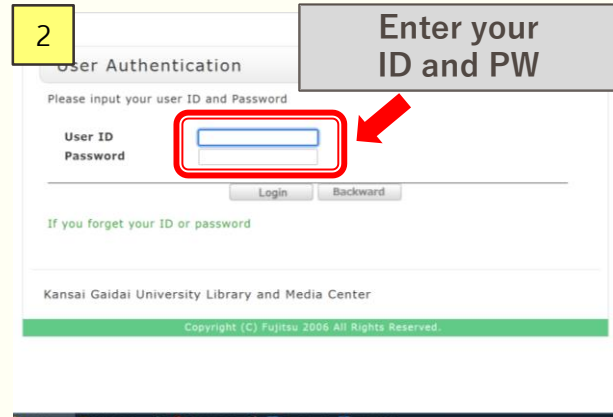 2
Enter your
ID and PW
User Authentication
Please input your user ID and Password
User ID
Password
Login Backward
If you forget your ID or password
Kansai Gaidai University Library and Media Center
Copyright (C) Fujitsu 2006 All Rights Reserved.